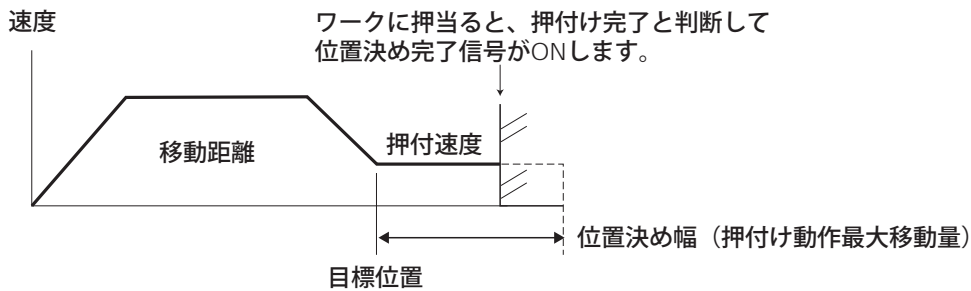 速度
ワークに押当ると、押付け完了と判断して
位置決め完了信号がONします。
移動距離
押付速度
位置決め幅（押付け動作最大移動量）
目標位置